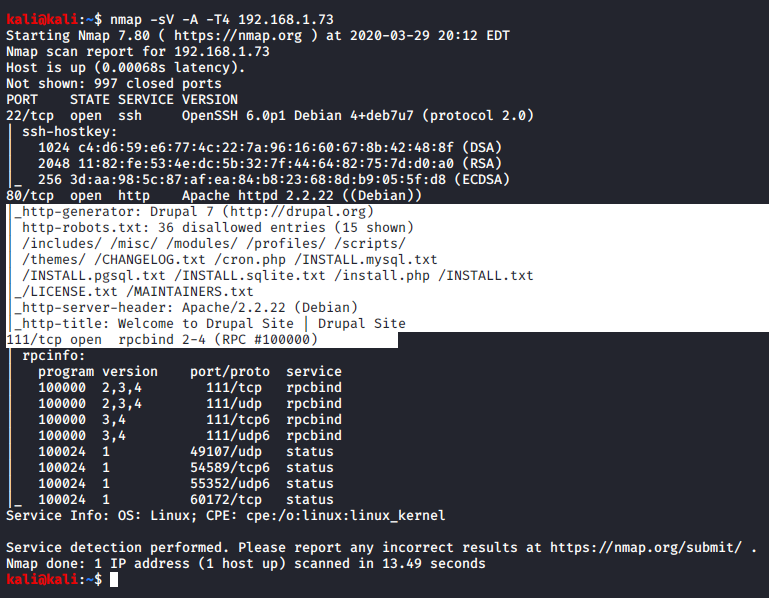 kali@kali:~$ nmap -sV -A -T4 192.168.1.73
Starting Nmap 7.80 ( https://nmap.org ) at 2020-03-29 20:12 EDT
Nmap scan report for 192.168.1.73
Host is up (0.00068s latency).
Not shown: 997 closed ports
PORT    STATE SERVICE VERSION
22/tcp  open  ssh     OpenSSH 6.0p1 Debian 4+deb7u7 (protocol 2.0)
| ssh-hostkey:
|   1024 c4:d6:59:e6:77:4c:22:7a:96:16:60:67:8b:42:48:8f (DSA)
|   2048 11:82:fe:53:4e:dc:5b:32:7f:44:64:82:75:7d:d0:a0 (RSA)
|_  256 3d:aa:98:5c:87:af:ea:84:b8:23:68:8d:b9:05:5f:d8 (ECDSA)
80/tcp  open  http    Apache httpd 2.2.22 ((Debian))
|_http-generator: Drupal 7 (http://drupal.org)
| http-robots.txt: 36 disallowed entries (15 shown)
| /includes/ /misc/ /modules/ /profiles/ /scripts/
| /themes/ /CHANGELOG.txt /cron.php /INSTALL.mysql.txt
| /INSTALL.pgsql.txt /INSTALL.sqlite.txt /install.php /INSTALL.txt
|_/LICENSE.txt /MAINTAINERS.txt
|_http-server-header: Apache/2.2.22 (Debian)
|_http-title: Welcome to Drupal Site | Drupal Site
111/tcp open  rpcbind 2-4 (RPC #100000)
| rpcinfo:
|   program version    port/proto  service
|   100000  2,3,4        111/tcp   rpcbind
|   100000  2,3,4        111/udp   rpcbind
|   100000  3,4          111/tcp6  rpcbind
|   100000  3,4          111/udp6  rpcbind
|   100024  1          49107/udp   status
|   100024  1          54589/tcp6  status
|   100024  1          55352/udp6  status
|_  100024  1          60172/tcp   status
Service Info: OS: Linux; CPE: cpe:/o:linux:linux_kernel
Service detection performed. Please report any incorrect results at https://nmap.org/submit/ .
Nmap done: 1 IP address (1 host up) scanned in 13.49 seconds
kali@kali:~$